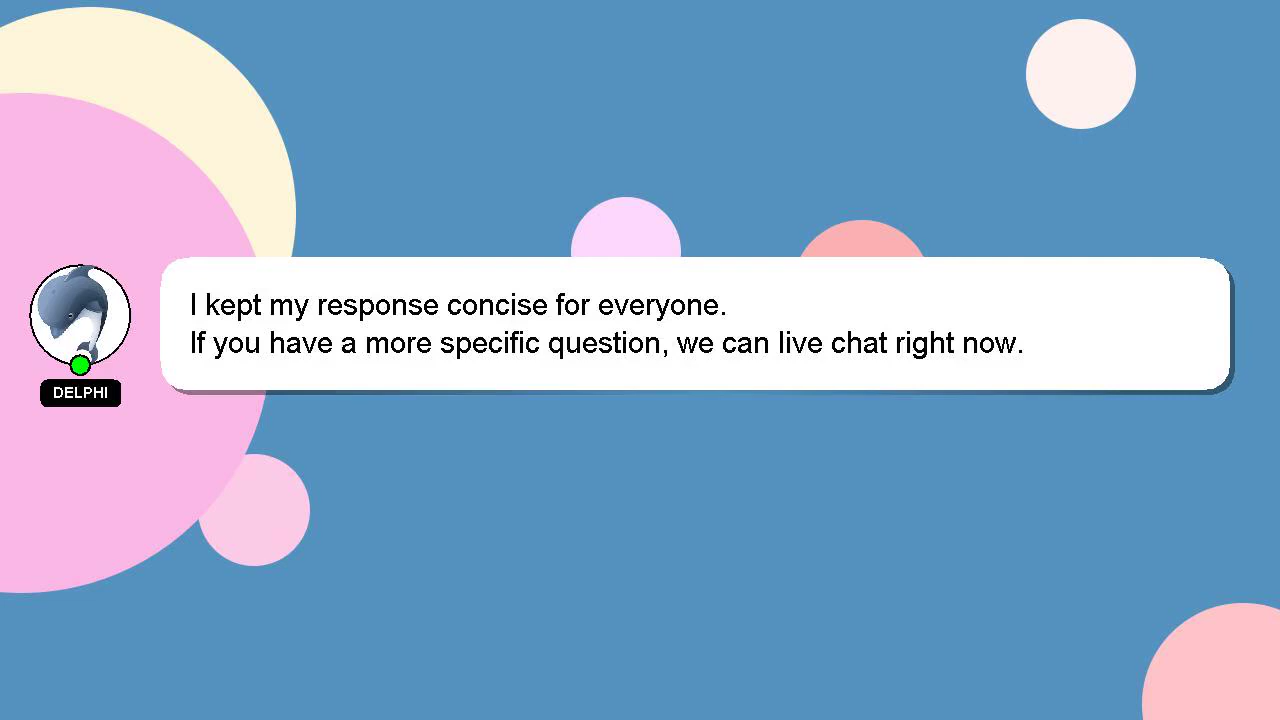 I kept my response concise for everyone.
If you have a more specific question, we can live chat right now.
DELPHI